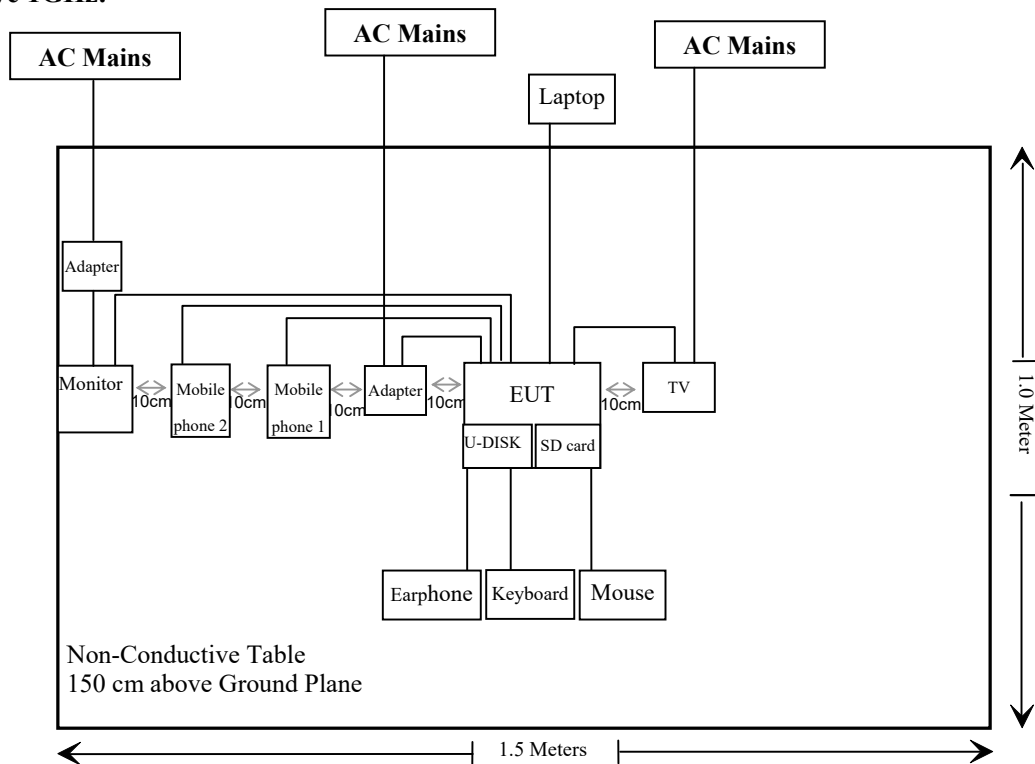 AC Mains
AC Mains
AC Mains
Laptop
Adapter
Monitor
10cm
Mobile
phone 2
10cm
Mobile
phone 1
10cm
Adapter
10cm
EUT
10cm
TV
U-DISK
SD card
Earphone
Keyboard
Mouse
Non-Conductive Table
150 cm above Ground Plane
1.0 Meter
1.5 Meters